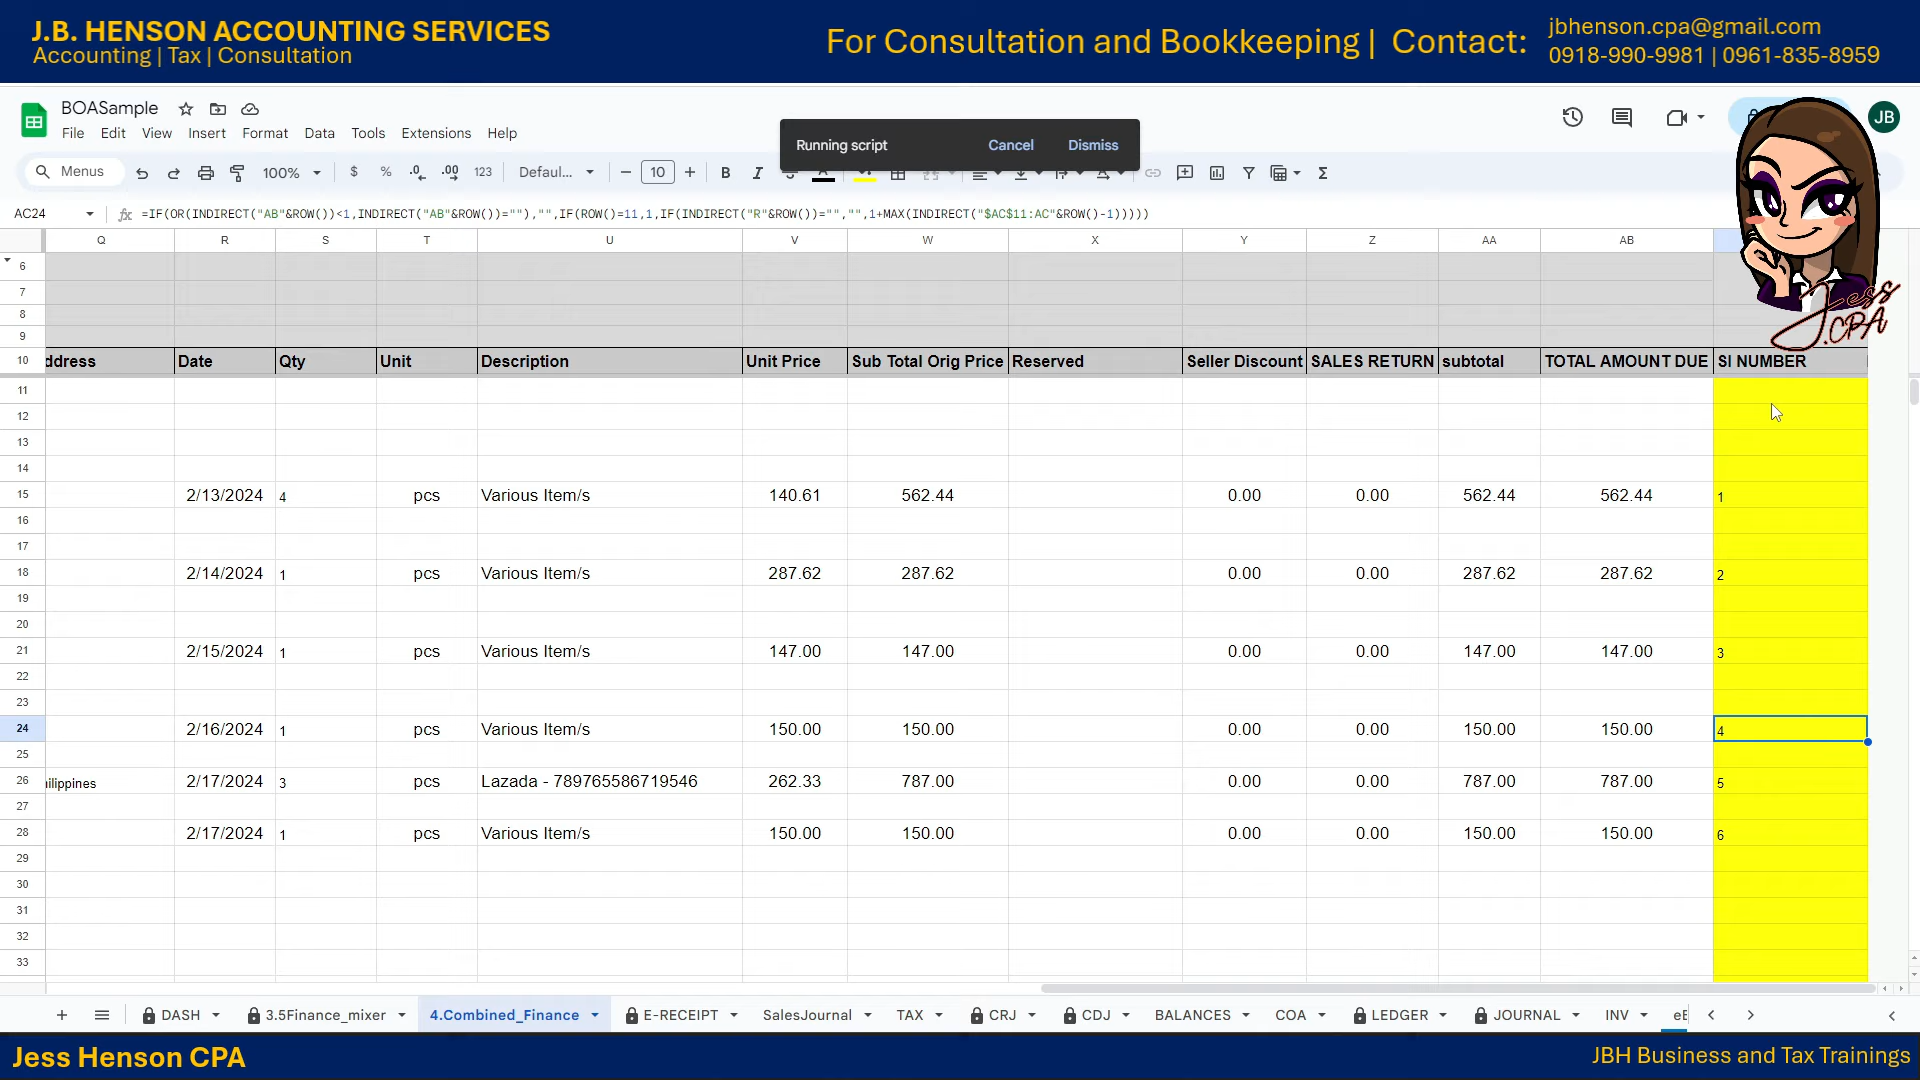 J.B. HENSON ACCOUNTING SERVICES
Accounting | Tax | Consultation
For Consultation and Bookkeeping | Contact:
jbhenson.cpa@gmail.com
0918-990-9981 | 0961-835-8959
BOASample
File Edit View Insert Format Data Tools Extensions Help
Running script Cancel Dismiss
JB
Menus 100% $ % .0 .00 123 Defaul... 10 B I
AC24 fx =IF(OR(INDIRECT("AB"&ROW())<1,INDIRECT("AB"&ROW())=""),"",IF(ROW()=11,1,IF(INDIRECT("R"&ROW())="","",1+MAX(INDIRECT("$AC$11:AC"&ROW()-1)))))
Q R S T U V W X Y Z AA AB
6
7
8
9
10 ddress Date Qty Unit Description Unit Price Sub Total Orig Price Reserved Seller Discount SALES RETURN subtotal TOTAL AMOUNT DUE SI NUMBER
11
12
13
14
15 2/13/2024 4 pcs Various Item/s 140.61 562.44 0.00 0.00 562.44 562.44 1
16
17
18 2/14/2024 1 pcs Various Item/s 287.62 287.62 0.00 0.00 287.62 287.62 2
19
20
21 2/15/2024 1 pcs Various Item/s 147.00 147.00 0.00 0.00 147.00 147.00 3
22
23
24 2/16/2024 1 pcs Various Item/s 150.00 150.00 0.00 0.00 150.00 150.00 4
25
26 ilippines 2/17/2024 3 pcs Lazada - 789765586719546 262.33 787.00 0.00 0.00 787.00 787.00 5
27
28 2/17/2024 1 pcs Various Item/s 150.00 150.00 0.00 0.00 150.00 150.00 6
29
30
31
32
33
Jess
CPA
DASH 3.5Finance_mixer 4.Combined_Finance E-RECEIPT SalesJournal TAX CRJ CDJ BALANCES COA LEDGER JOURNAL INV
Jess Henson CPA
JBH Business and Tax Trainings